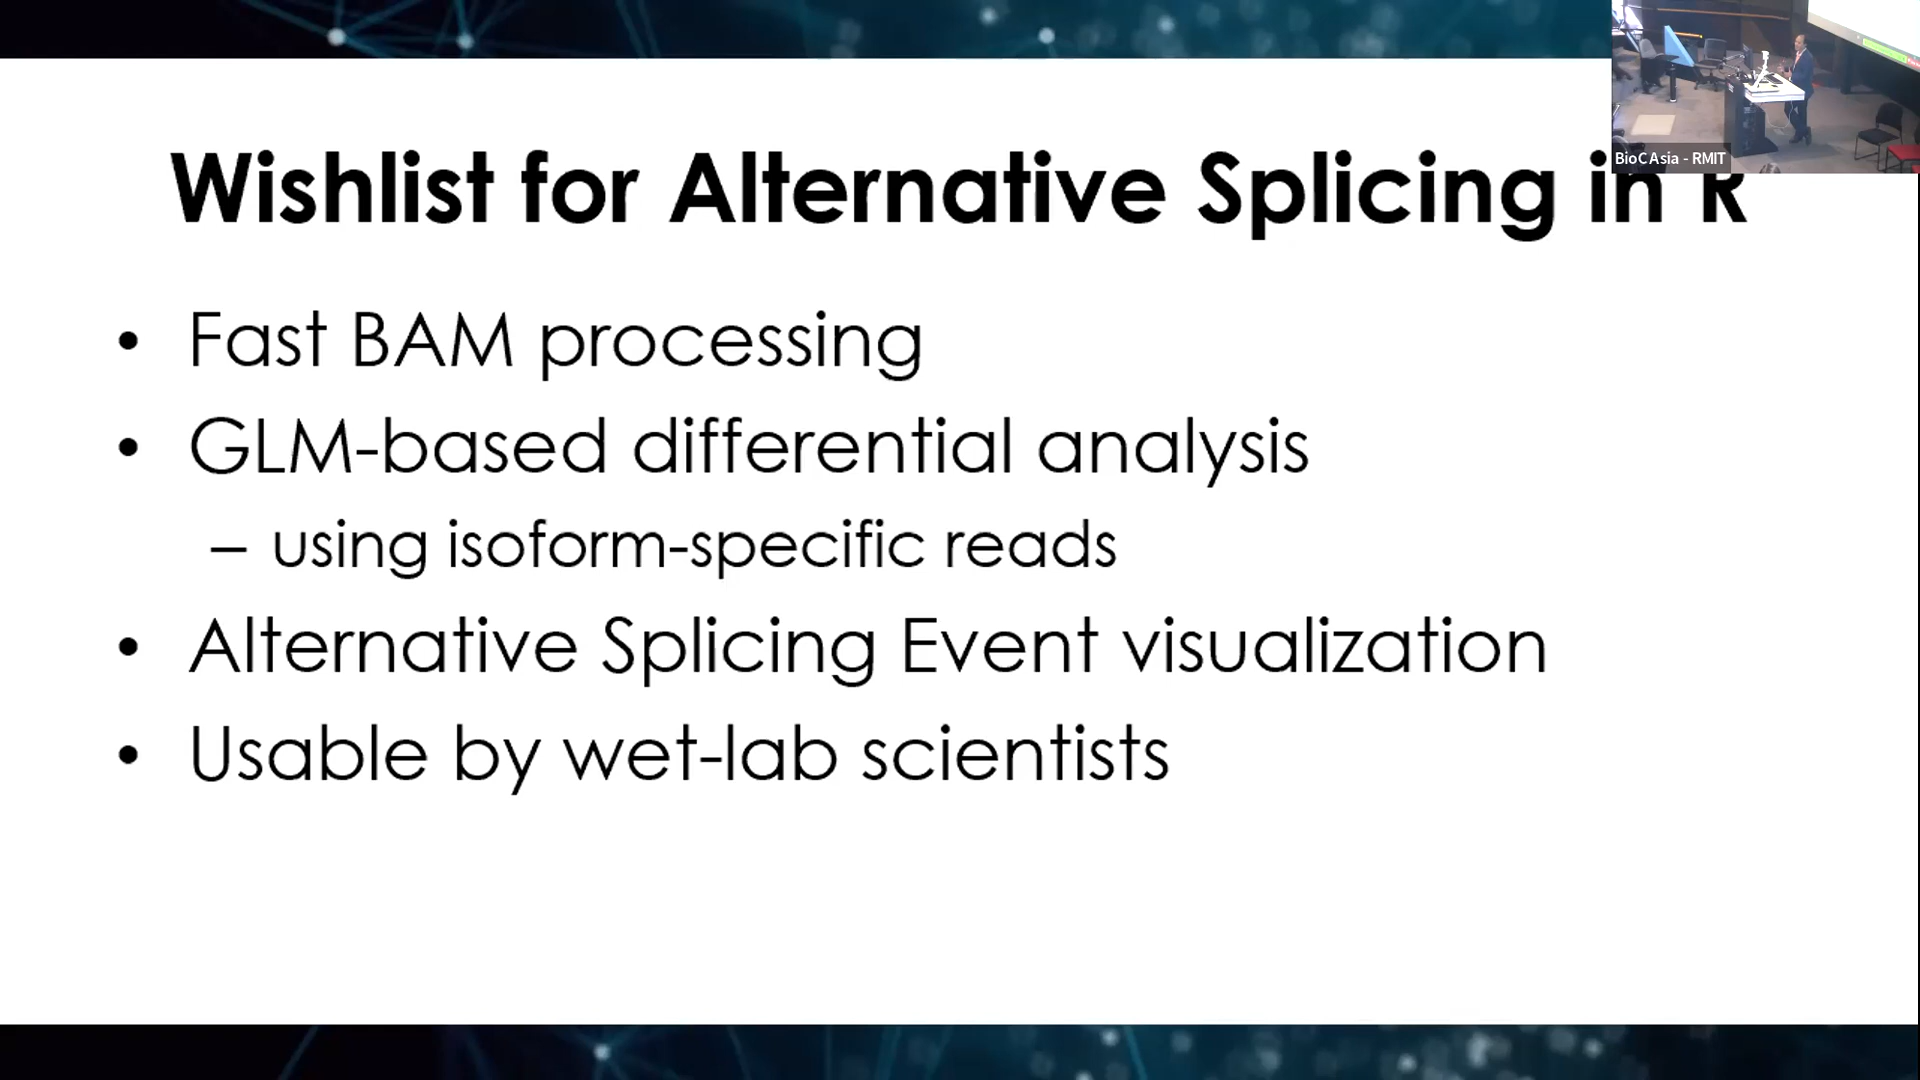 Wishlist for Alternative Splicing in R
BioC Asia - RMIT
• Fast BAM processing
• GLM-based differential analysis
– using isoform-specific reads
• Alternative Splicing Event visualization
• Usable by wet-lab scientists